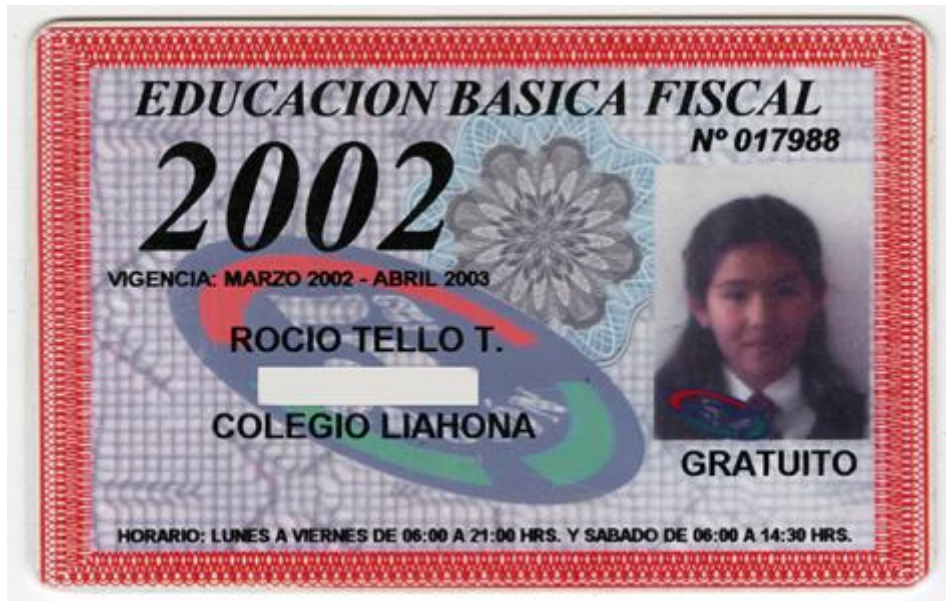 EDUCACION BASICA FISCAL
Nº 017988
2002
VIGENCIA: MARZO 2002 - ABRIL 2003
ROCIO TELLO T.
COLEGIO LIAHONA
GRATUITO
HORARIO: LUNES A VIERNES DE 06:00 A 21:00 HRS. Y SABADO DE 06:00 A 14:30 HRS.